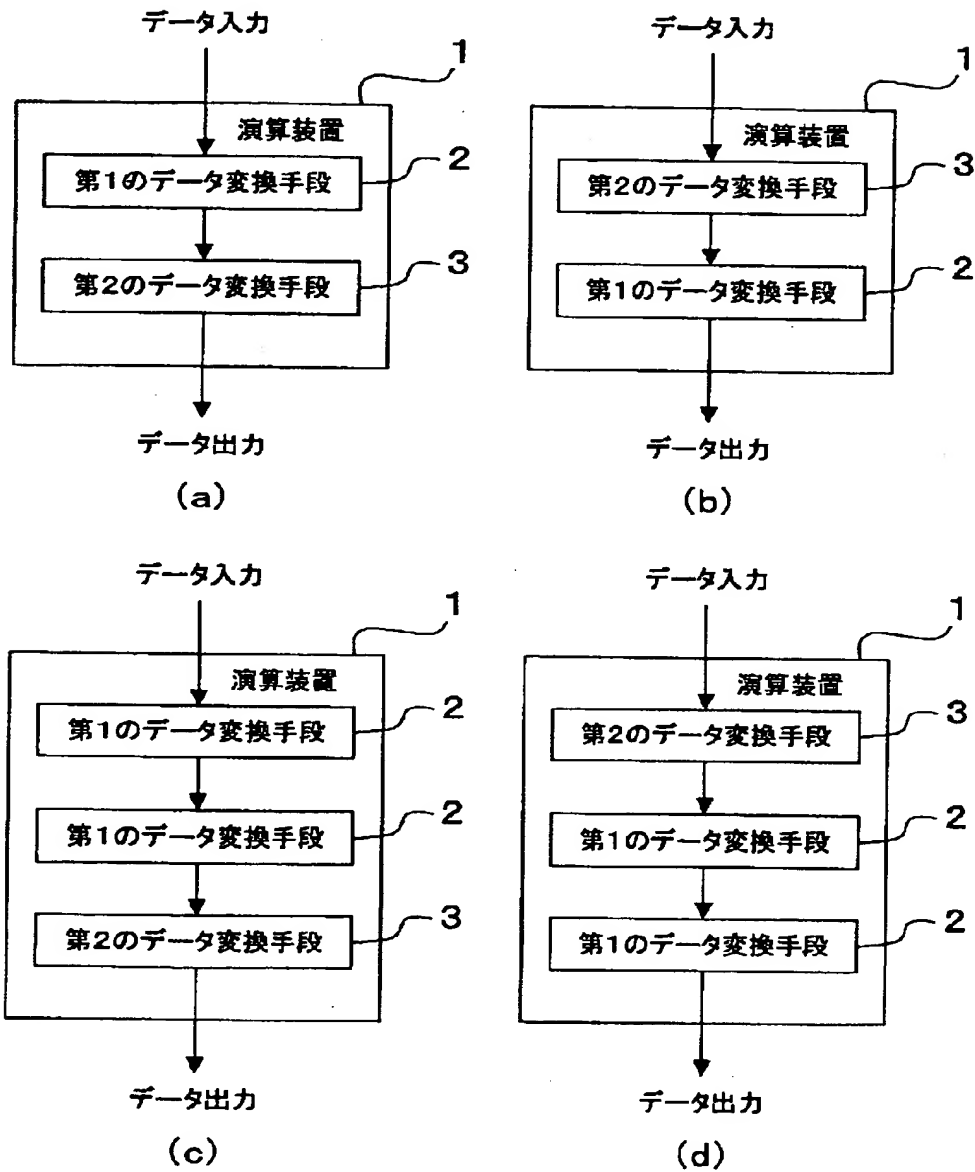 データ入力
1
演算装置
第1のデータ変換手段
2
第2のデータ変換手段
3
データ出力
(a)
データ入力
1
演算装置
第2のデータ変換手段
3
第1のデータ変換手段
2
データ出力
(b)
データ入力
1
演算装置
第1のデータ変換手段
2
第1のデータ変換手段
2
第2のデータ変換手段
3
データ出力
(c)
データ入力
1
演算装置
第2のデータ変換手段
3
第1のデータ変換手段
2
第1のデータ変換手段
2
データ出力
(d)